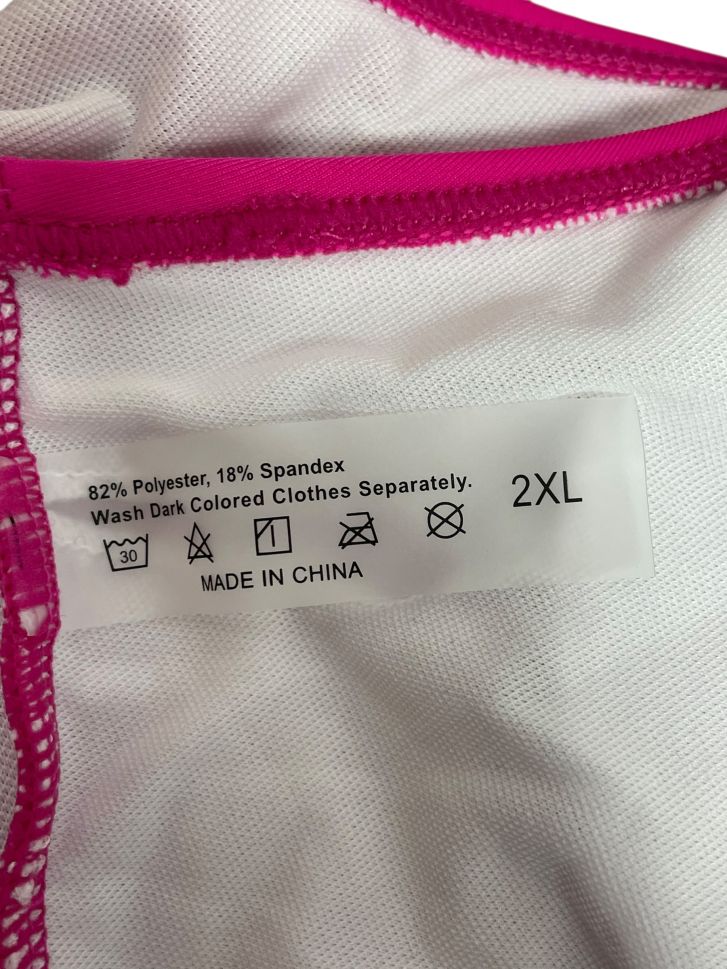 82% Polyester, 18% Spandex
Wash Dark Colored Clothes Separately.
2XL
30
MADE IN CHINA